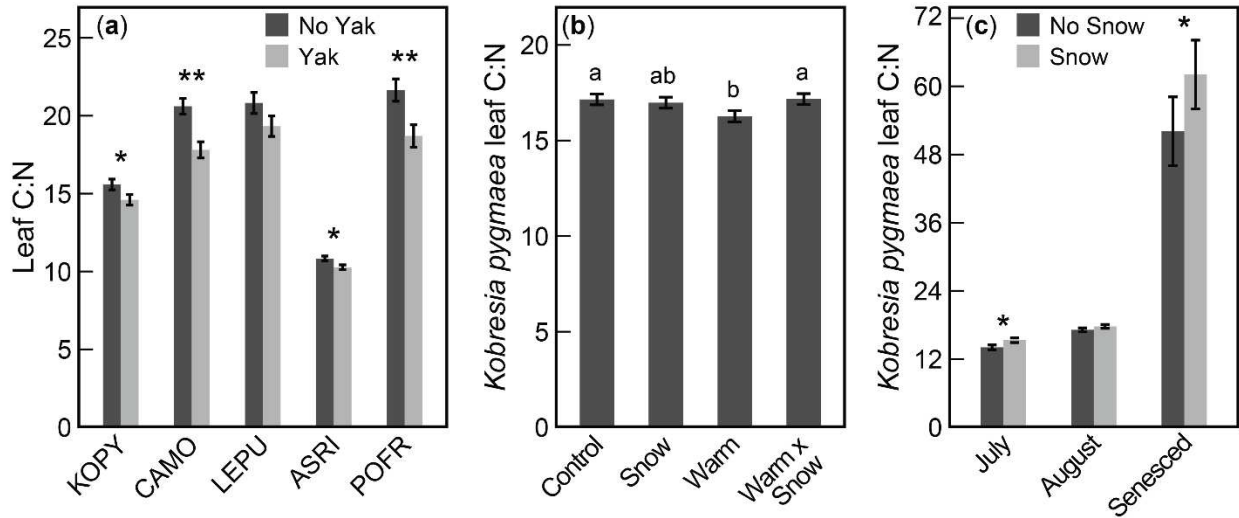 (a)
No Yak
Yak
Leaf C:N
25
20
15
10
5
0
*
**
*
**
KOPY
CAMO
LEPU
ASRI
POFR
(b)
Kobresia pygmaea leaf C:N
20
15
10
5
0
a
ab
b
a
Control
Snow
Warm
Warm x
Snow
(c)
No Snow
Snow
Kobresia pygmaea leaf C:N
72
60
48
36
24
12
0
*
*
July
August
Senesced